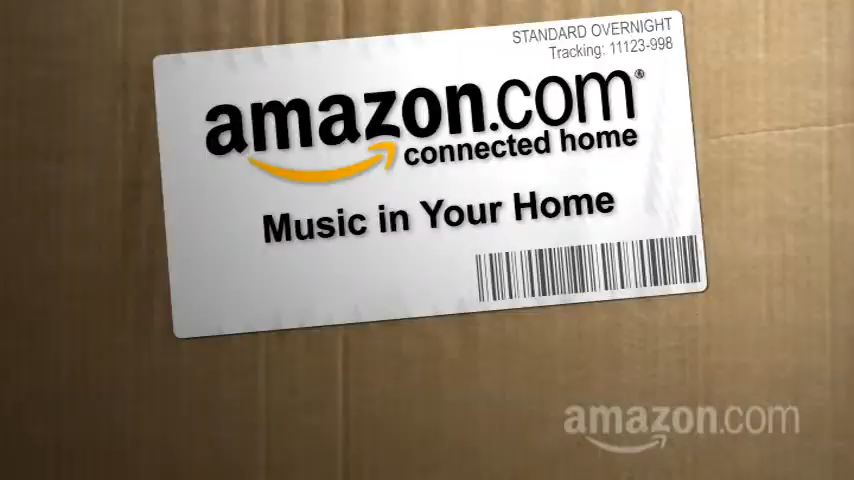 STANDARD OVERNIGHT
Tracking: 11123-998
amazon.com®
connected home
Music in Your Home
amazon.com